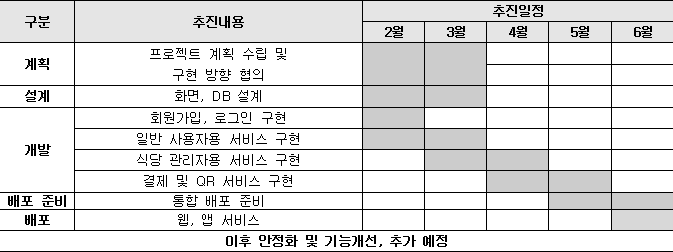 구분 추진내용 추진일정
2월 3월 4월 5월 6월
계획 프로젝트 계획 수립 및
구현 방향 협의
설계 화면, DB 설계
개발 회원가입, 로그인 구현
일반 사용자용 서비스 구현
식당 관리자용 서비스 구현
결제 및 QR 서비스 구현
배포 준비 통합 배포 준비
배포 웹, 앱 서비스
이후 안정화 및 기능개선, 추가 예정